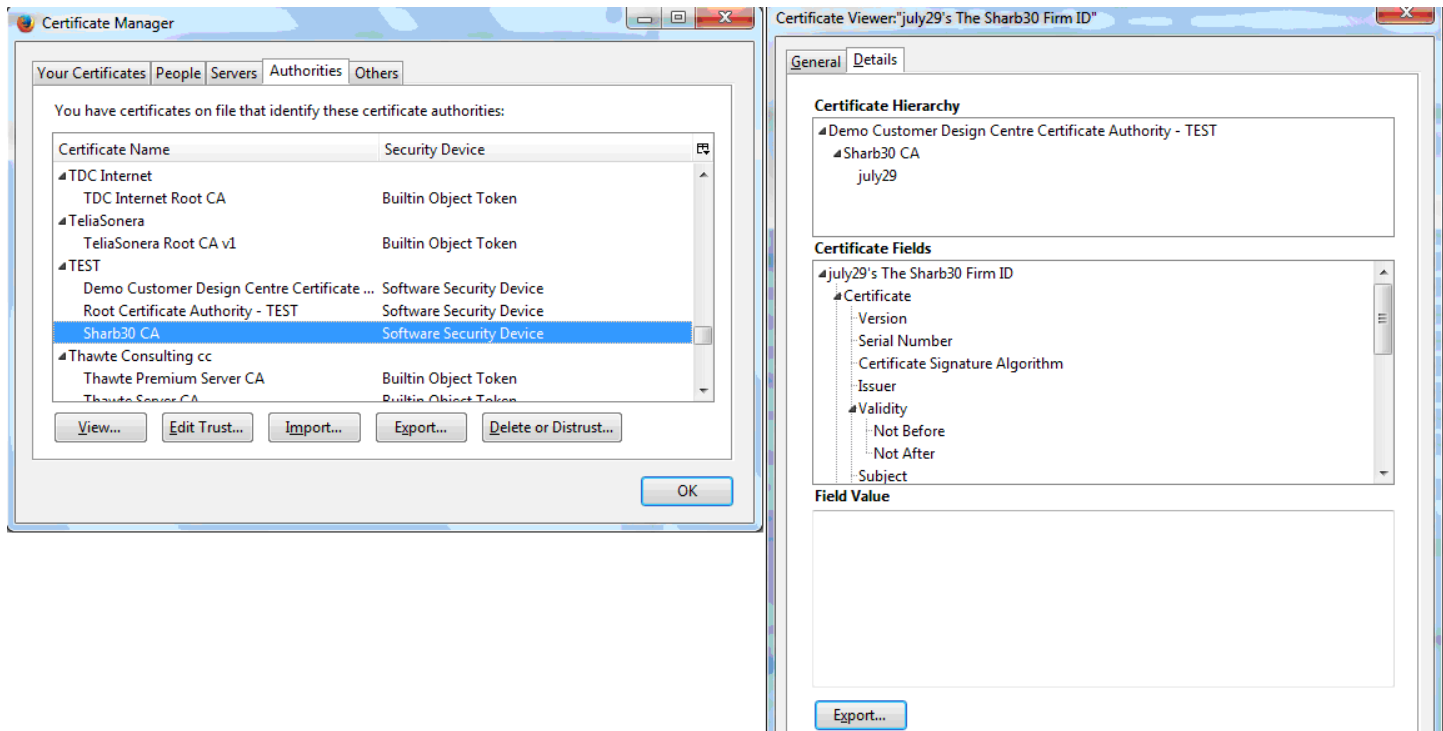 Certificate Manager
Your Certificates People Servers Authorities Others
You have certificates on file that identify these certificate authorities:
Certificate Name Security Device
TDC Internet
TDC Internet Root CA Builtin Object Token
TeliaSonera
TeliaSonera Root CA v1 Builtin Object Token
TEST
Demo Customer Design Centre Certificate ... Software Security Device
Root Certificate Authority - TEST Software Security Device
Sharb30 CA Software Security Device
Thawte Consulting cc
Thawte Premium Server CA Builtin Object Token
Thawte Server CA Builtin Object Token
View... Edit Trust... Import... Export... Delete or Distrust...
OK
Certificate Viewer:"july29's The Sharb30 Firm ID"
General Details
Certificate Hierarchy
Demo Customer Design Centre Certificate Authority - TEST
Sharb30 CA
july29
Certificate Fields
july29's The Sharb30 Firm ID
Certificate
Version
Serial Number
Certificate Signature Algorithm
Issuer
Validity
Not Before
Not After
Subject
Field Value
Export...